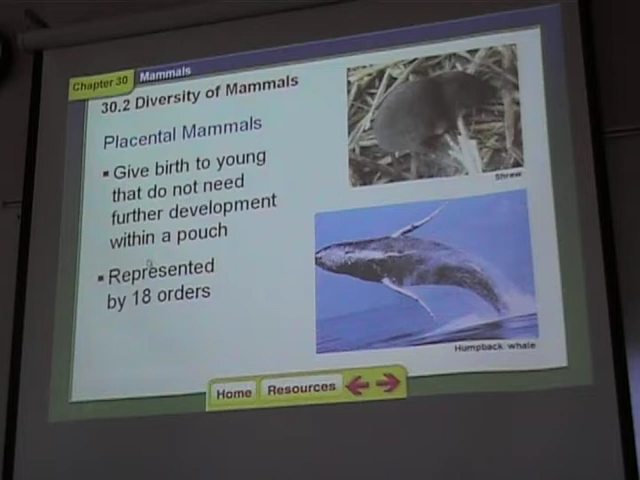 Chapter 30
Mammals
30.2 Diversity of Mammals
Placental Mammals
▪ Give birth to young
that do not need
further development
within a pouch
▪ Represented
by 18 orders
Shrew
Humpback whale
Home
Resources